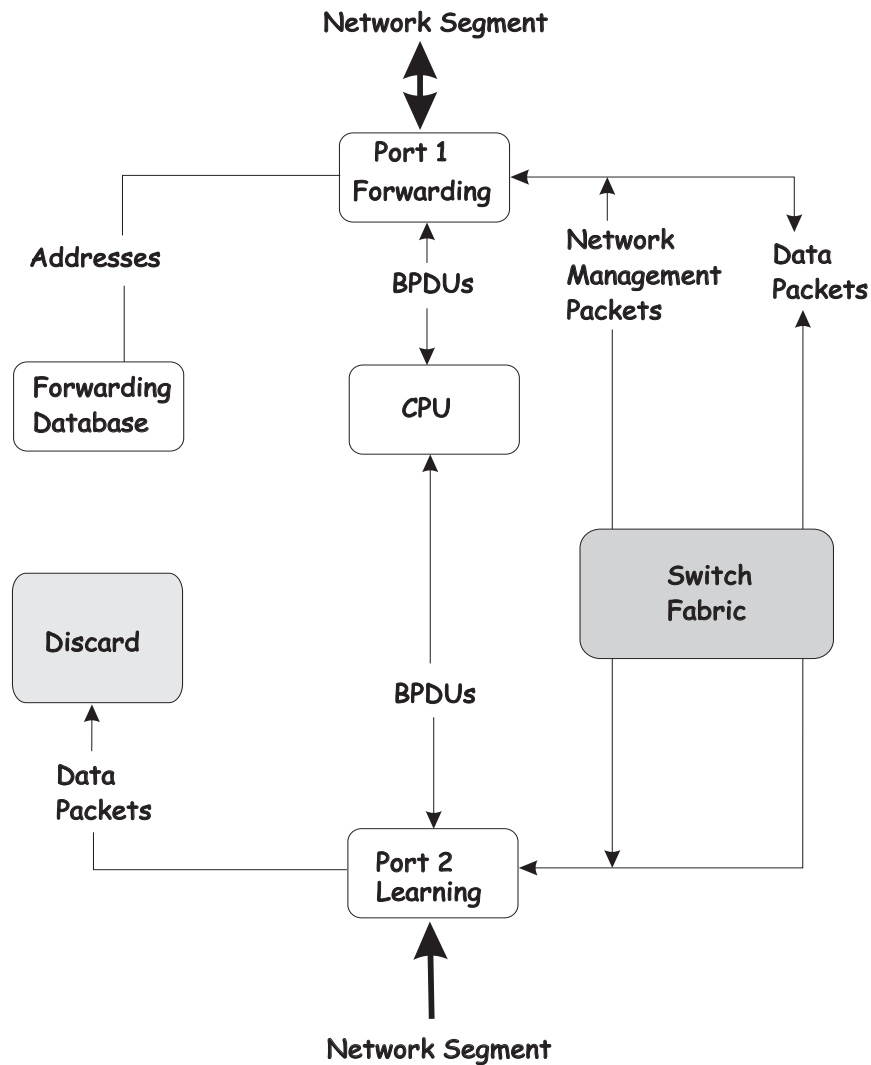 Network Segment
Port 1
Forwarding
Addresses
BPDUs
Network
Management
Packets
Data
Packets
Forwarding
Database
CPU
Switch
Fabric
Discard
BPDUs
Data
Packets
Port 2
Learning
Network Segment